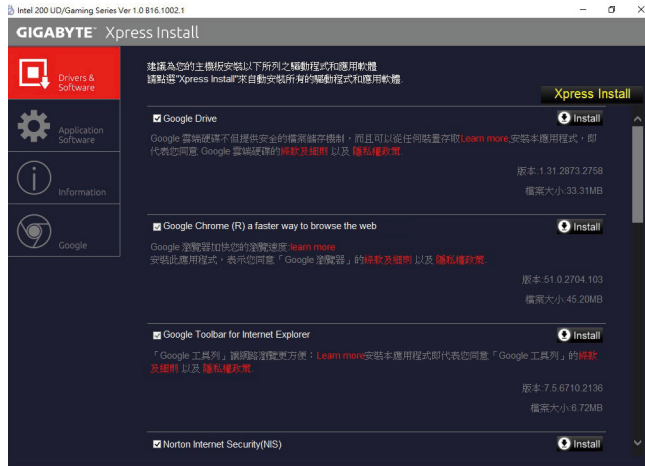 Intel 200 UD/Gaming Series Ver 1.0 B16.1002.1
GIGABYTE™ Xpress Install
Drivers &
Software
Application
Software
Information
Google
建議為您的主機板安裝以下所列之驅動程式和應用軟體
請點選"Xpress Install"來自動安裝所有的驅動程式和應用軟體.
Xpress Install
Google Drive
Install
Google 雲端硬碟不但提供安全的檔案儲存機制，而且可以從任何裝置存取Learn more,安裝本應用程式，即
代表您同意 Google 雲端硬碟的條款及細則 以及 隱私權政策.
版本:1.31.2873.2758
檔案大小:33.31MB
Google Chrome (R) a faster way to browse the web
Install
Google 瀏覽器加快您的瀏覽速度:learn more
安裝此應用程式，表示您同意「Google 瀏覽器」的條款及細則 以及 隱私權政策.
版本:51.0.2704.103
檔案大小:45.20MB
Google Toolbar for Internet Explorer
Install
「Google 工具列」讓網路瀏覽更方便：Learn more安裝本應用程式即代表您同意「Google 工具列」的條款
及細則 以及 隱私權政策.
版本:7.5.6710.2136
檔案大小:6.72MB
Norton Internet Security(NIS)
Install